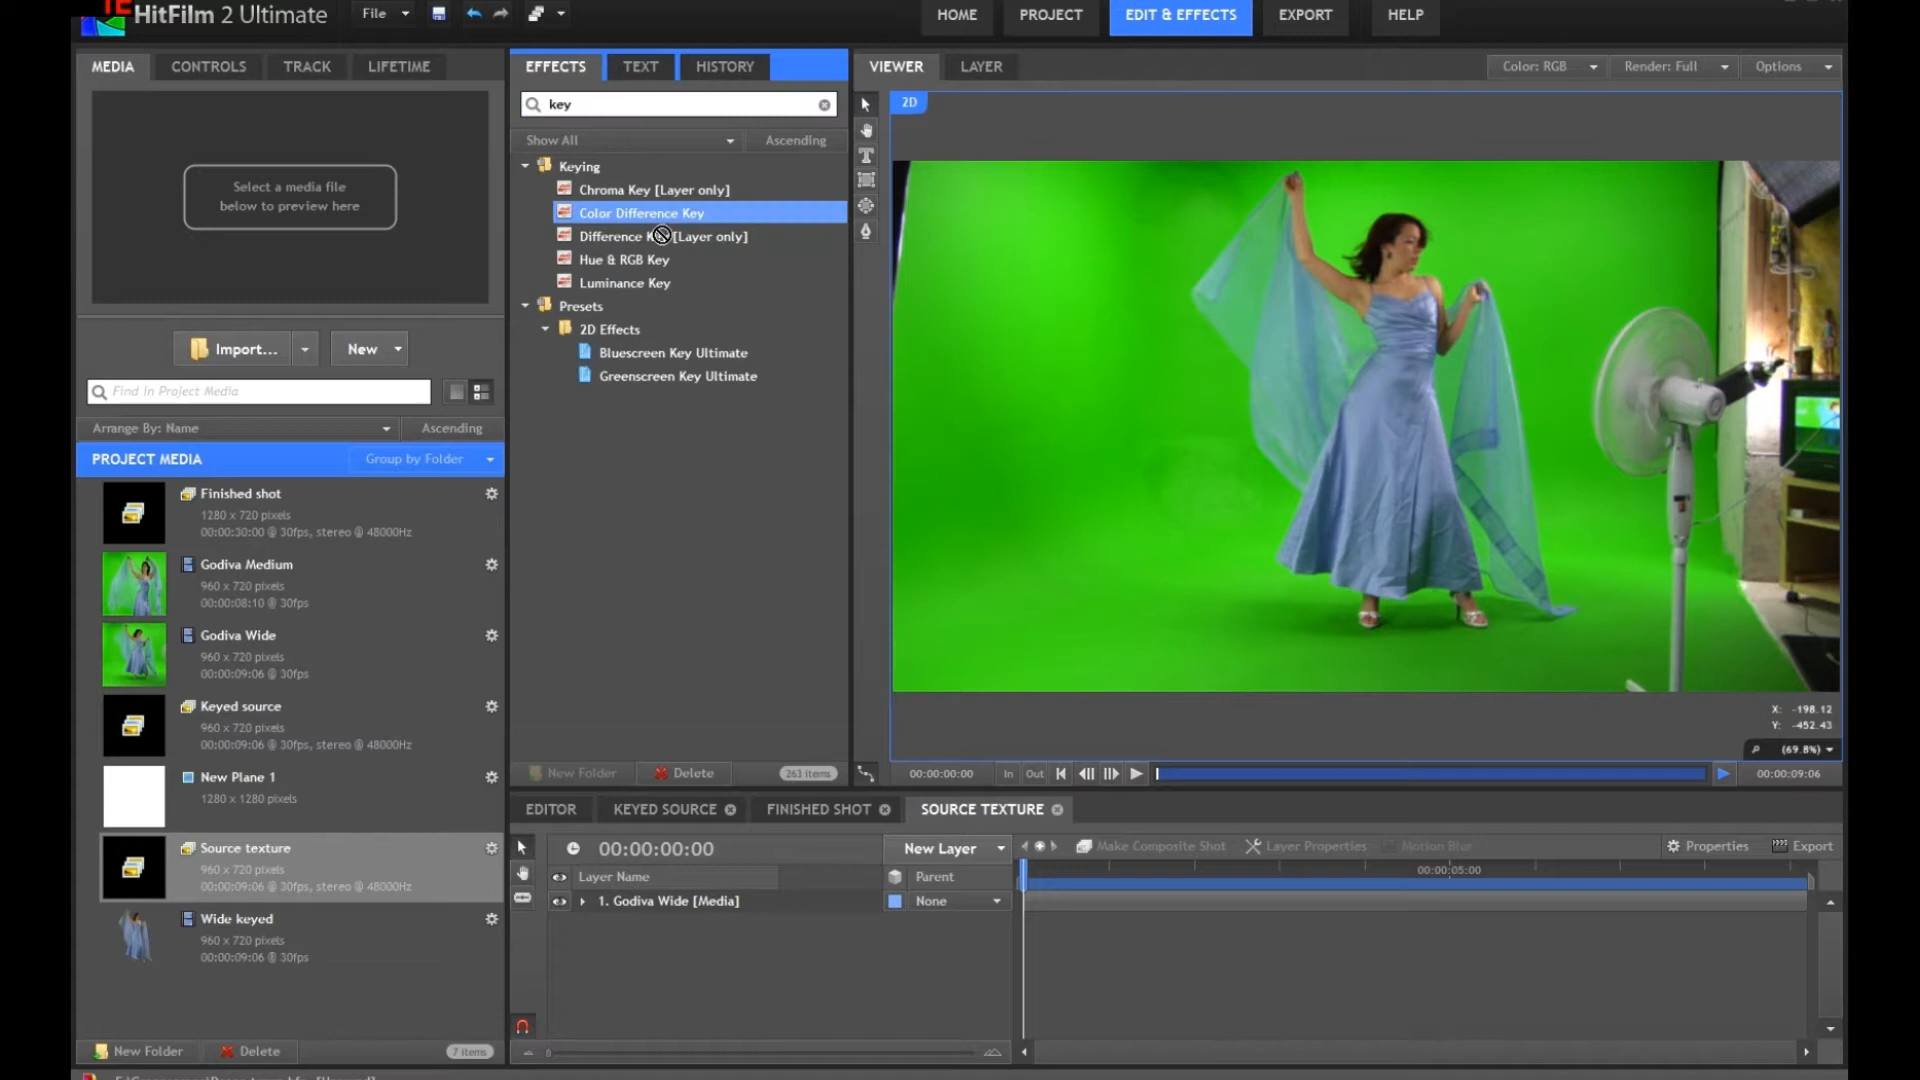 HitFilm 2 Ultimate
File
HOME
PROJECT
EDIT & EFFECTS
EXPORT
HELP
MEDIA
CONTROLS
TRACK
LIFETIME
EFFECTS
TEXT
HISTORY
VIEWER
LAYER
Color: RGB
Render: Full
Options
Select a media file
below to preview here
key
Show All
Ascending
Keying
Chroma Key [Layer only]
Color Difference Key
Difference [Layer only]
Hue & RGB Key
Luminance Key
Presets
2D Effects
Bluescreen Key Ultimate
Greenscreen Key Ultimate
2D
Import...
New
Find in Project Media
Arrange By: Name
Ascending
PROJECT MEDIA
Group by Folder
Finished shot
1280 x 720 pixels
00:00:30:00 @ 30fps, stereo @ 48000Hz
Godiva Medium
960 x 720 pixels
00:00:08:10 @ 30fps
Godiva Wide
960 x 720 pixels
00:00:09:06 @ 30fps
Keyed source
960 x 720 pixels
00:00:09:06 @ 30fps, stereo @ 48000Hz
New Plane 1
1280 x 1280 pixels
Source texture
960 x 720 pixels
00:00:09:06 @ 30fps, stereo @ 48000Hz
Wide keyed
960 x 720 pixels
00:00:09:06 @ 30fps
New Folder
Delete
7 items
New Folder
Delete
263 items
X: -198.12
Y: -452.43
(69.8%)
00:00:00:00
In
Out
00:00:09:06
EDITOR
KEYED SOURCE
FINISHED SHOT
SOURCE TEXTURE
00:00:00:00
New Layer
Make Composite Shot
Layer Properties
Motion Blur
Properties
Export
Layer Name
Parent
00:00:05:00
1. Godiva Wide [Media]
None